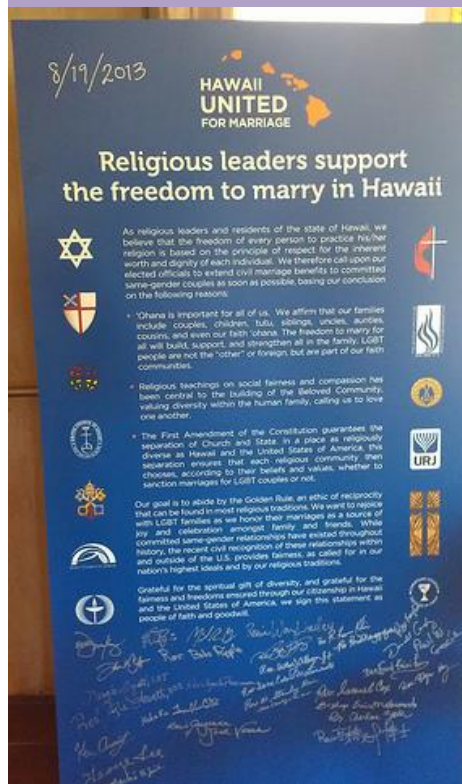 8/19/2013
HAWAII
UNITED
FOR MARRIAGE
Religious leaders support
the freedom to marry in Hawaii
As religious leaders and residents of the state of Hawaii, we
believe that the freedom of every person to practice his/her
religion is based on the principle of respect for the inherent
worth and dignity of each individual. We therefore call upon our
elected officials to extend civil marriage benefits to committed
same-gender couples as soon as possible, basing our conclusion
on the following reasons:
• 'Ohana is important for all of us. We affirm that our families
include couples, children, tutu, siblings, uncles, aunties,
cousins, and even our faith 'ohana. The freedom to marry for
all will build, support, and strengthen all in the family. LGBT
people are not the "other" or foreign, but are part of our faith
communities.
• Religious teachings on social fairness and compassion has
been central to the building of the Beloved Community,
valuing diversity within the human family, calling us to love
one another.
• The First Amendment of the Constitution guarantees the
separation of Church and State. In a place as religiously
diverse as Hawaii and the United States of America, this
separation ensures that each religious community then
chooses, according to their beliefs and values, whether to
sanction marriages for LGBT couples or not.
URJ
Our goal is to abide by the Golden Rule, an ethic of reciprocity
that can be found in most religious traditions. We want to rejoice
with LGBT families as we honor their marriages as a source of
joy and celebration amongst family and friends. While
committed same-gender relationships have existed throughout
history, the recent civil recognition of these relationships within
and outside of the U.S. provides fairness, as called for in our
nation's highest ideals and by our religious traditions.
Grateful for the spiritual gift of diversity, and grateful for the
fairness and freedoms ensured through our citizenship in Hawaii
and the United States of America, we sign this statement as
people of faith and goodwill.